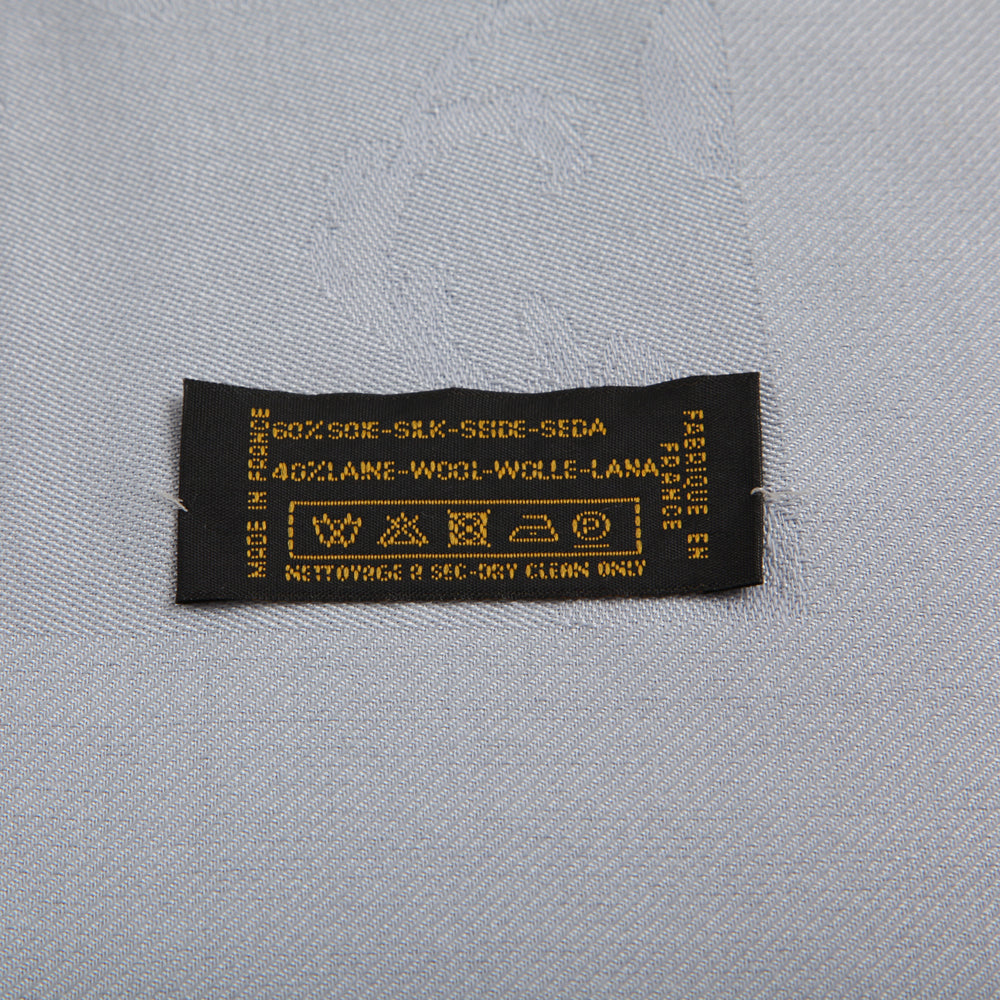 MADE IN FRANCE
60% SOIE-SILK-SEIDE-SEDA
40% LAINE-WOOL-WOLLE-LANA
P
NETTOYAGE A SEC-DRY CLEAN ONLY
FABRIQUE EN
FRANCE